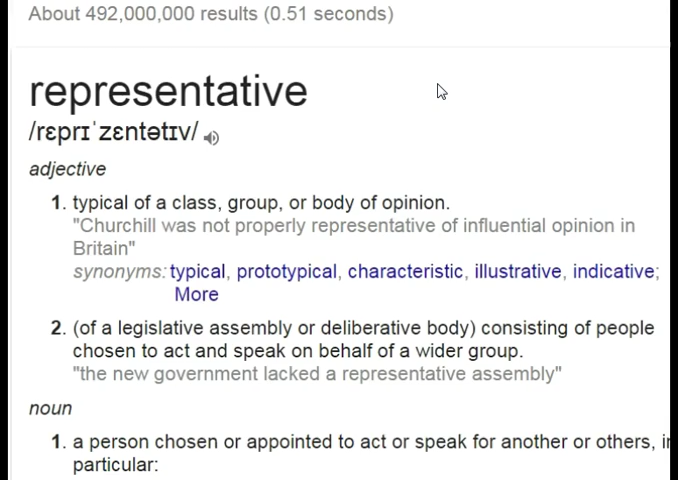 About 492,000,000 results (0.51 seconds)
representative
/rɛprɪˈzɛntətɪv/
adjective
1. typical of a class, group, or body of opinion.
"Churchill was not properly representative of influential opinion in
Britain"
synonyms: typical, prototypical, characteristic, illustrative, indicative;
More
2. (of a legislative assembly or deliberative body) consisting of people
chosen to act and speak on behalf of a wider group.
"the new government lacked a representative assembly"
noun
1. a person chosen or appointed to act or speak for another or others, in
particular: